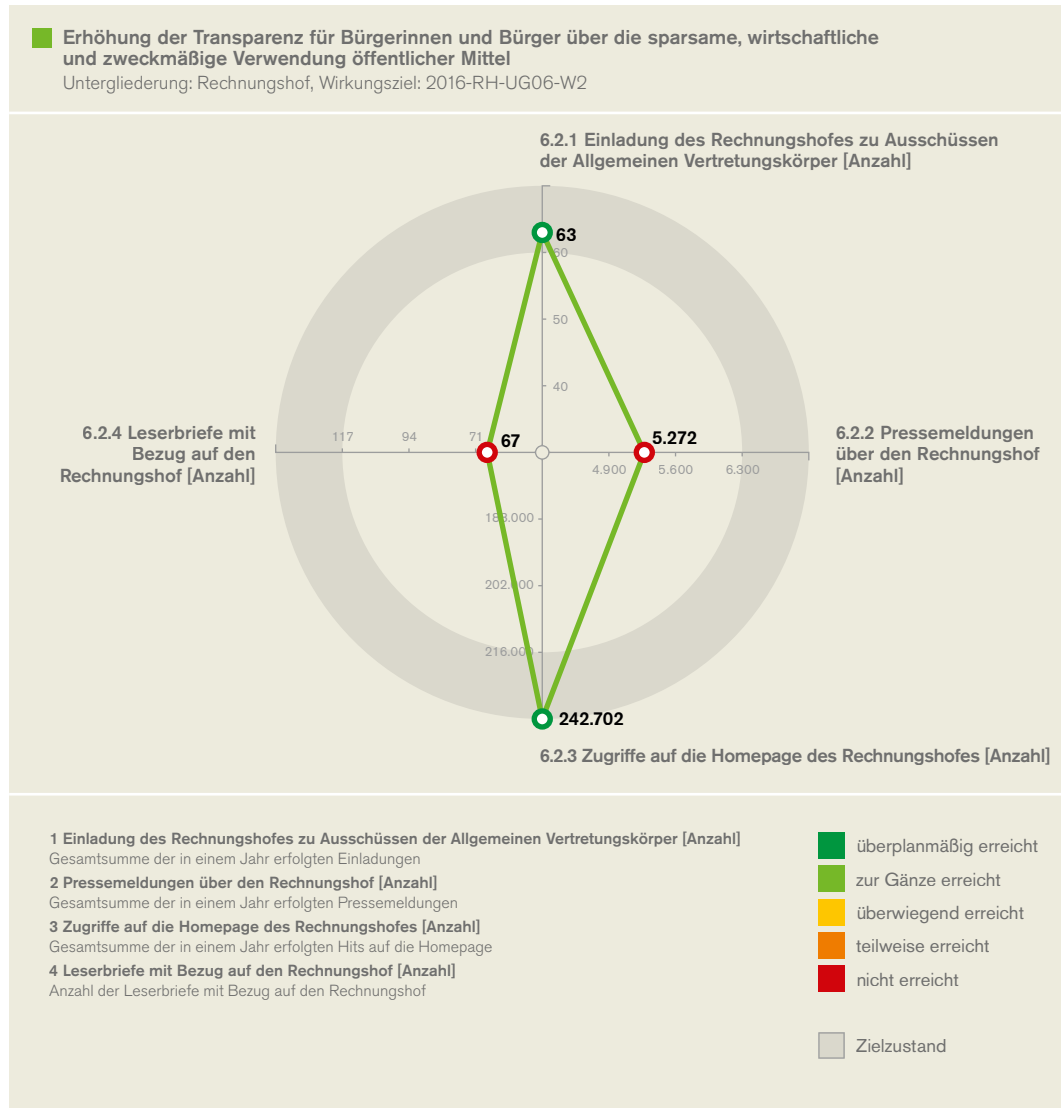 Erhöhung der Transparenz für Bürgerinnen und Bürger über die sparsame, wirtschaftliche
und zweckmäßige Verwendung öffentlicher Mittel
Untergliederung: Rechnungshof, Wirkungsziel: 2016-RH-UG06-W2
6.2.1 Einladung des Rechnungshofes zu Ausschüssen
der Allgemeinen Vertretungskörper [Anzahl]
63
60
50
40
6.2.4 Leserbriefe mit
Bezug auf den
Rechnungshof [Anzahl]
117
94
71
67
5.272
4.900
5.600
6.300
6.2.2 Pressemeldungen
über den Rechnungshof
[Anzahl]
188.000
202.000
216.000
242.702
6.2.3 Zugriffe auf die Homepage des Rechnungshofes [Anzahl]
1 Einladung des Rechnungshofes zu Ausschüssen der Allgemeinen Vertretungskörper [Anzahl]
Gesamtsumme der in einem Jahr erfolgten Einladungen
2 Pressemeldungen über den Rechnungshof [Anzahl]
Gesamtsumme der in einem Jahr erfolgten Pressemeldungen
3 Zugriffe auf die Homepage des Rechnungshofes [Anzahl]
Gesamtsumme der in einem Jahr erfolgten Hits auf die Homepage
4 Leserbriefe mit Bezug auf den Rechnungshof [Anzahl]
Anzahl der Leserbriefe mit Bezug auf den Rechnungshof
überplanmäßig erreicht
zur Gänze erreicht
überwiegend erreicht
teilweise erreicht
nicht erreicht
Zielzustand